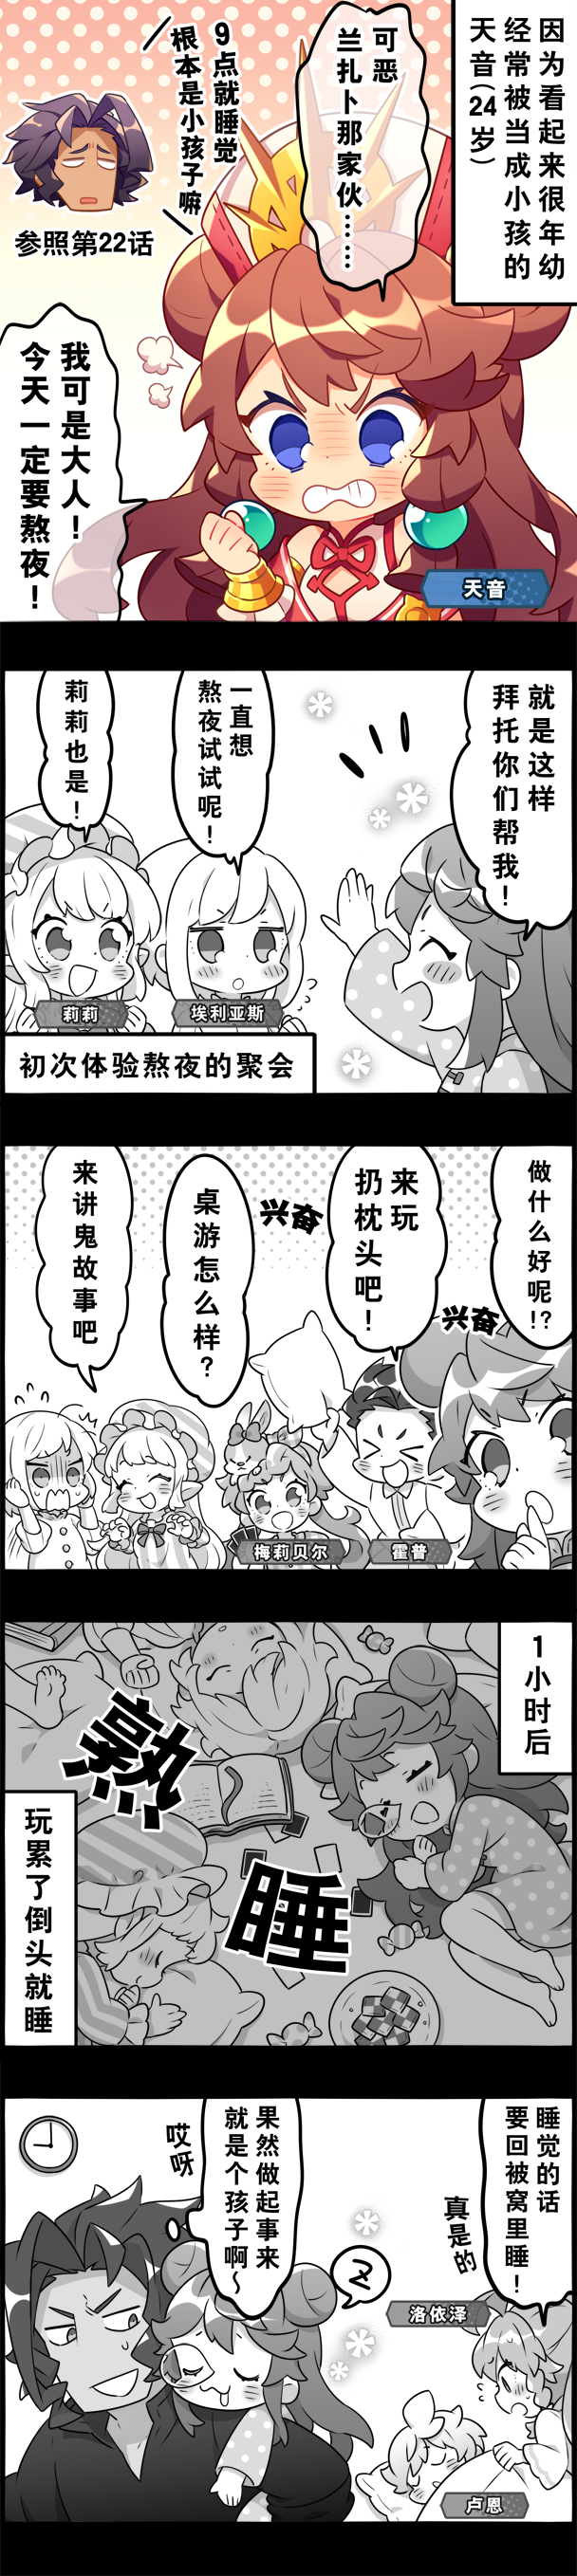 因为看起来很年幼
经常被当成小孩的
天音(24岁)
可恶
兰扎卜那家伙……
9点就睡觉
根本是小孩子嘛
参照第22话
我可是大人！
今天一定要熬夜！
天音
就是这样
拜托你们帮我！
一直想
熬夜试试呢！
莉莉也是！
埃利亚斯
莉莉
初次体验熬夜的聚会
做什么好呢!?
兴奋
来玩
扔枕头吧！
兴奋
桌游怎么样？
来讲鬼故事吧
霍普
梅莉贝尔
1小时后
熟
睡
玩累了倒头就睡
睡觉的话
要回被窝里睡！
真是的
果然做起事来
就是个孩子啊～
哎呀
Z
洛依泽
卢恩